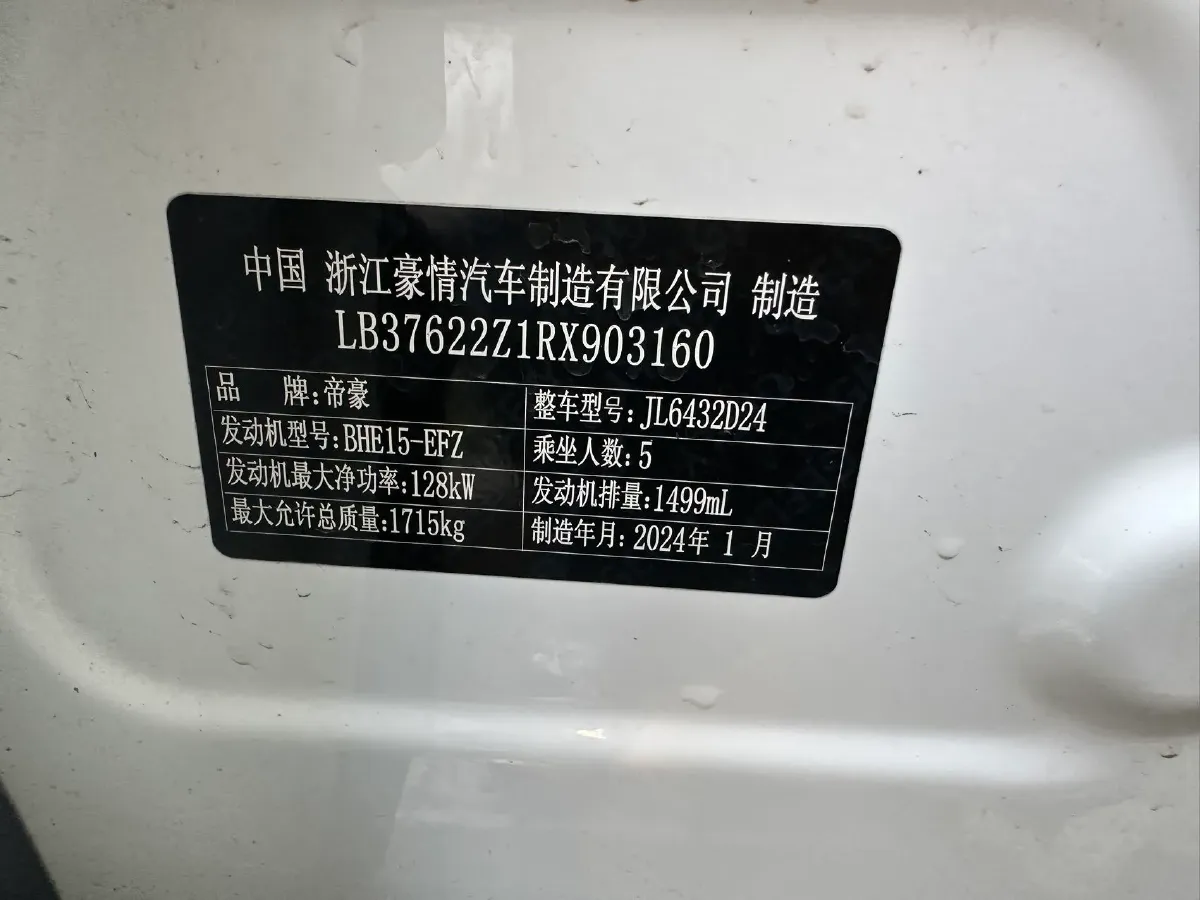 中国 浙江豪情汽车制造有限公司 制造
LB37622Z1RX903160
品 牌:帝豪 整车型号:JL6432D24
发动机型号:BHE15-EFZ 乘坐人数:5
发动机最大净功率:128kW 发动机排量:1499mL
最大允许总质量:1715kg 制造年月:2024年 1 月